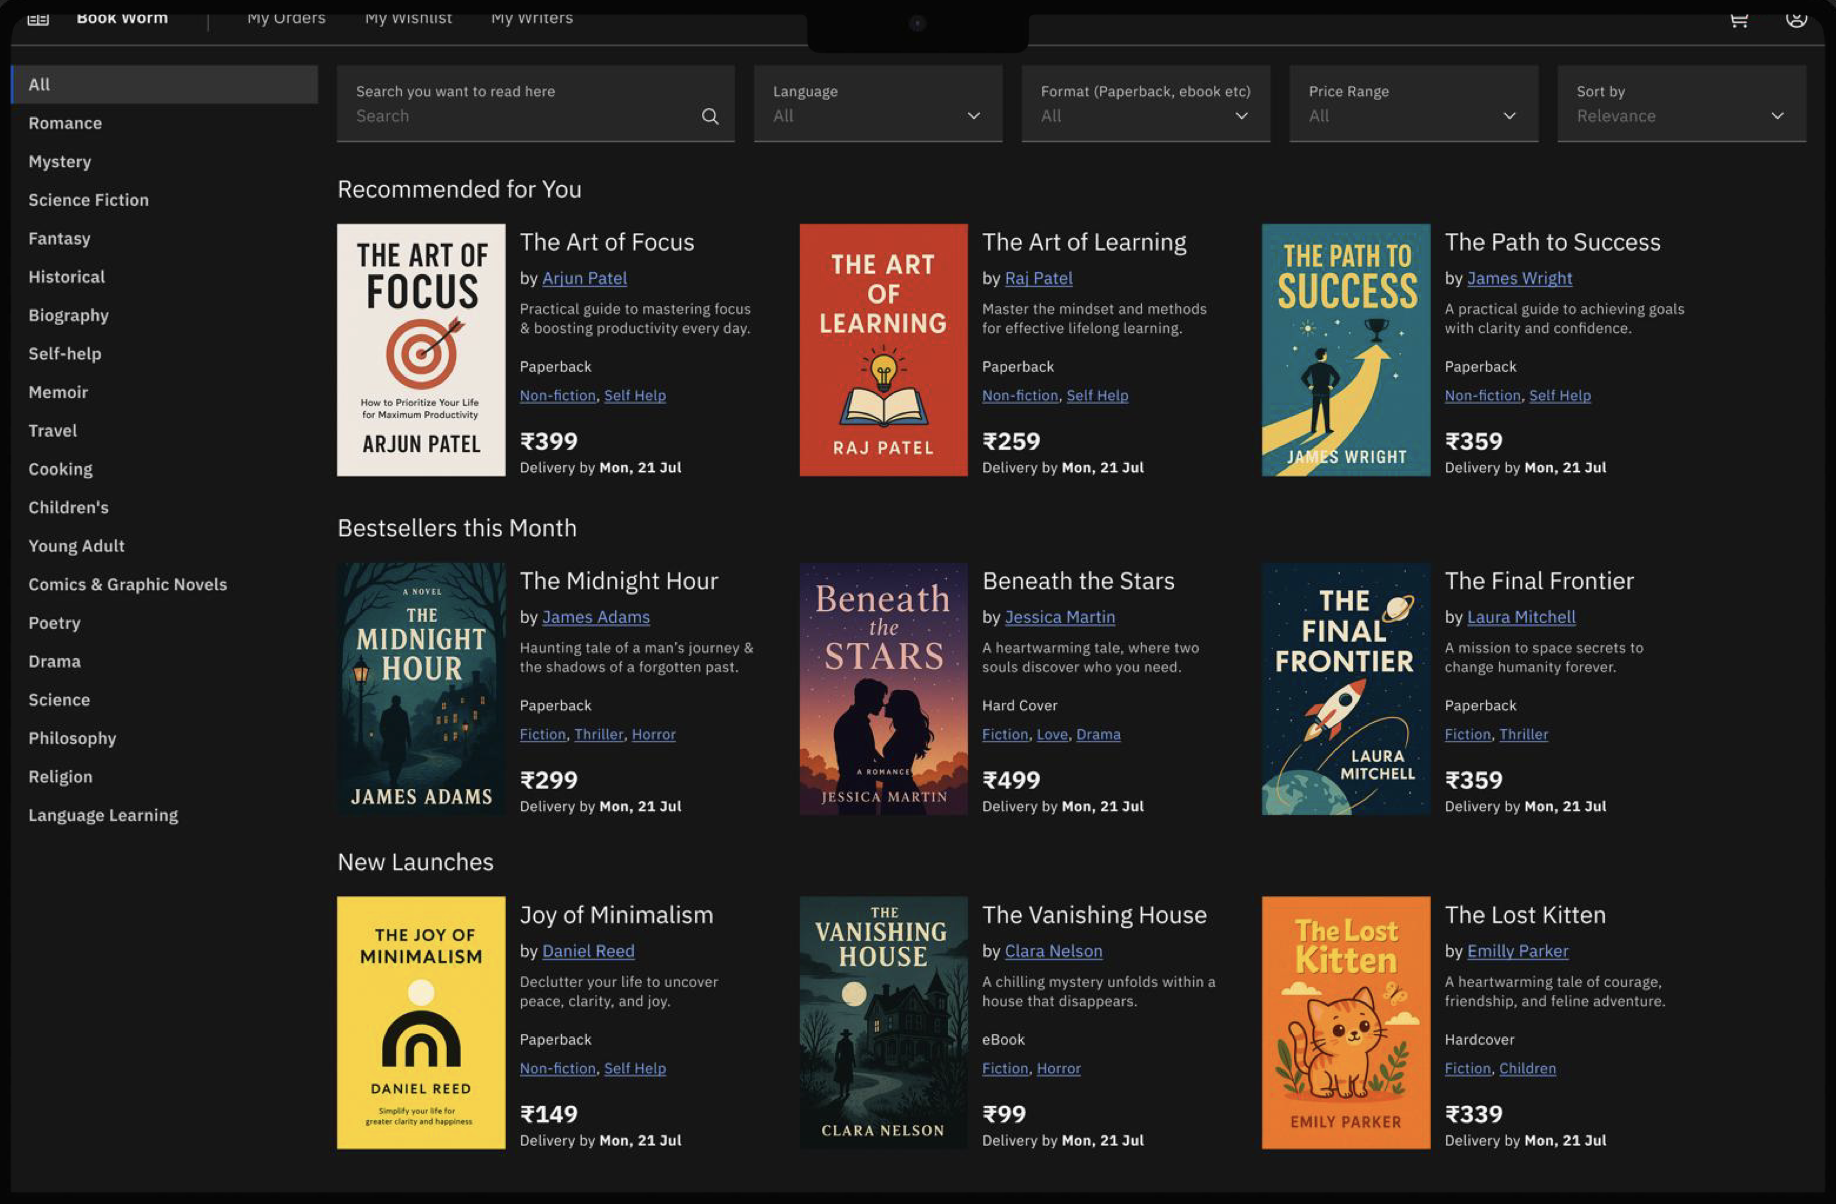 Book Worm
My Orders
My Wishlist
My Writers
All
Romance
Mystery
Science Fiction
Fantasy
Historical
Biography
Self-help
Memoir
Travel
Cooking
Children's
Young Adult
Comics & Graphic Novels
Poetry
Drama
Science
Philosophy
Religion
Language Learning
Search you want to read here
Search
Language
All
Format (Paperback, ebook etc)
All
Price Range
All
Sort by
Relevance
Recommended for You
THE ART OF
FOCUS
How to Prioritize Your Life
for Maximum Productivity
ARJUN PATEL
The Art of Focus
by Arjun Patel
Practical guide to mastering focus
& boosting productivity every day.
Paperback
Non-fiction, Self Help
₹399
Delivery by Mon, 21 Jul
THE ART
OF
LEARNING
RAJ PATEL
The Art of Learning
by Raj Patel
Master the mindset and methods
for effective lifelong learning.
Paperback
Non-fiction, Self Help
₹259
Delivery by Mon, 21 Jul
THE PATH TO
SUCCESS
JAMES WRIGHT
The Path to Success
by James Wright
A practical guide to achieving goals
with clarity and confidence.
Paperback
Non-fiction, Self Help
₹359
Delivery by Mon, 21 Jul
Bestsellers this Month
A NOVEL
THE
MIDNIGHT
HOUR
JAMES ADAMS
The Midnight Hour
by James Adams
Haunting tale of a man's journey &
the shadows of a forgotten past.
Paperback
Fiction, Thriller, Horror
₹299
Delivery by Mon, 21 Jul
Beneath
the
STARS
A ROMANCE
JESSICA MARTIN
Beneath the Stars
by Jessica Martin
A heartwarming tale, where two
souls discover who you need.
Hard Cover
Fiction, Love, Drama
₹499
Delivery by Mon, 21 Jul
THE
FINAL
FRONTIER
LAURA
MITCHELL
The Final Frontier
by Laura Mitchell
A mission to space secrets to
change humanity forever.
Paperback
Fiction, Thriller
₹359
Delivery by Mon, 21 Jul
New Launches
THE JOY OF
MINIMALISM
DANIEL REED
Simplify your life for
greater clarity and happiness
Joy of Minimalism
by Daniel Reed
Declutter your life to uncover
peace, clarity, and joy.
Paperback
Non-fiction, Self Help
₹149
Delivery by Mon, 21 Jul
THE
VANISHING
HOUSE
CLARA NELSON
The Vanishing House
by Clara Nelson
A chilling mystery unfolds within a
house that disappears.
eBook
Fiction, Horror
₹99
Delivery by Mon, 21 Jul
The Lost
Kitten
EMILY PARKER
The Lost Kitten
by Emilly Parker
A heartwarming tale of courage,
friendship, and feline adventure.
Hardcover
Fiction, Children
₹339
Delivery by Mon, 21 Jul